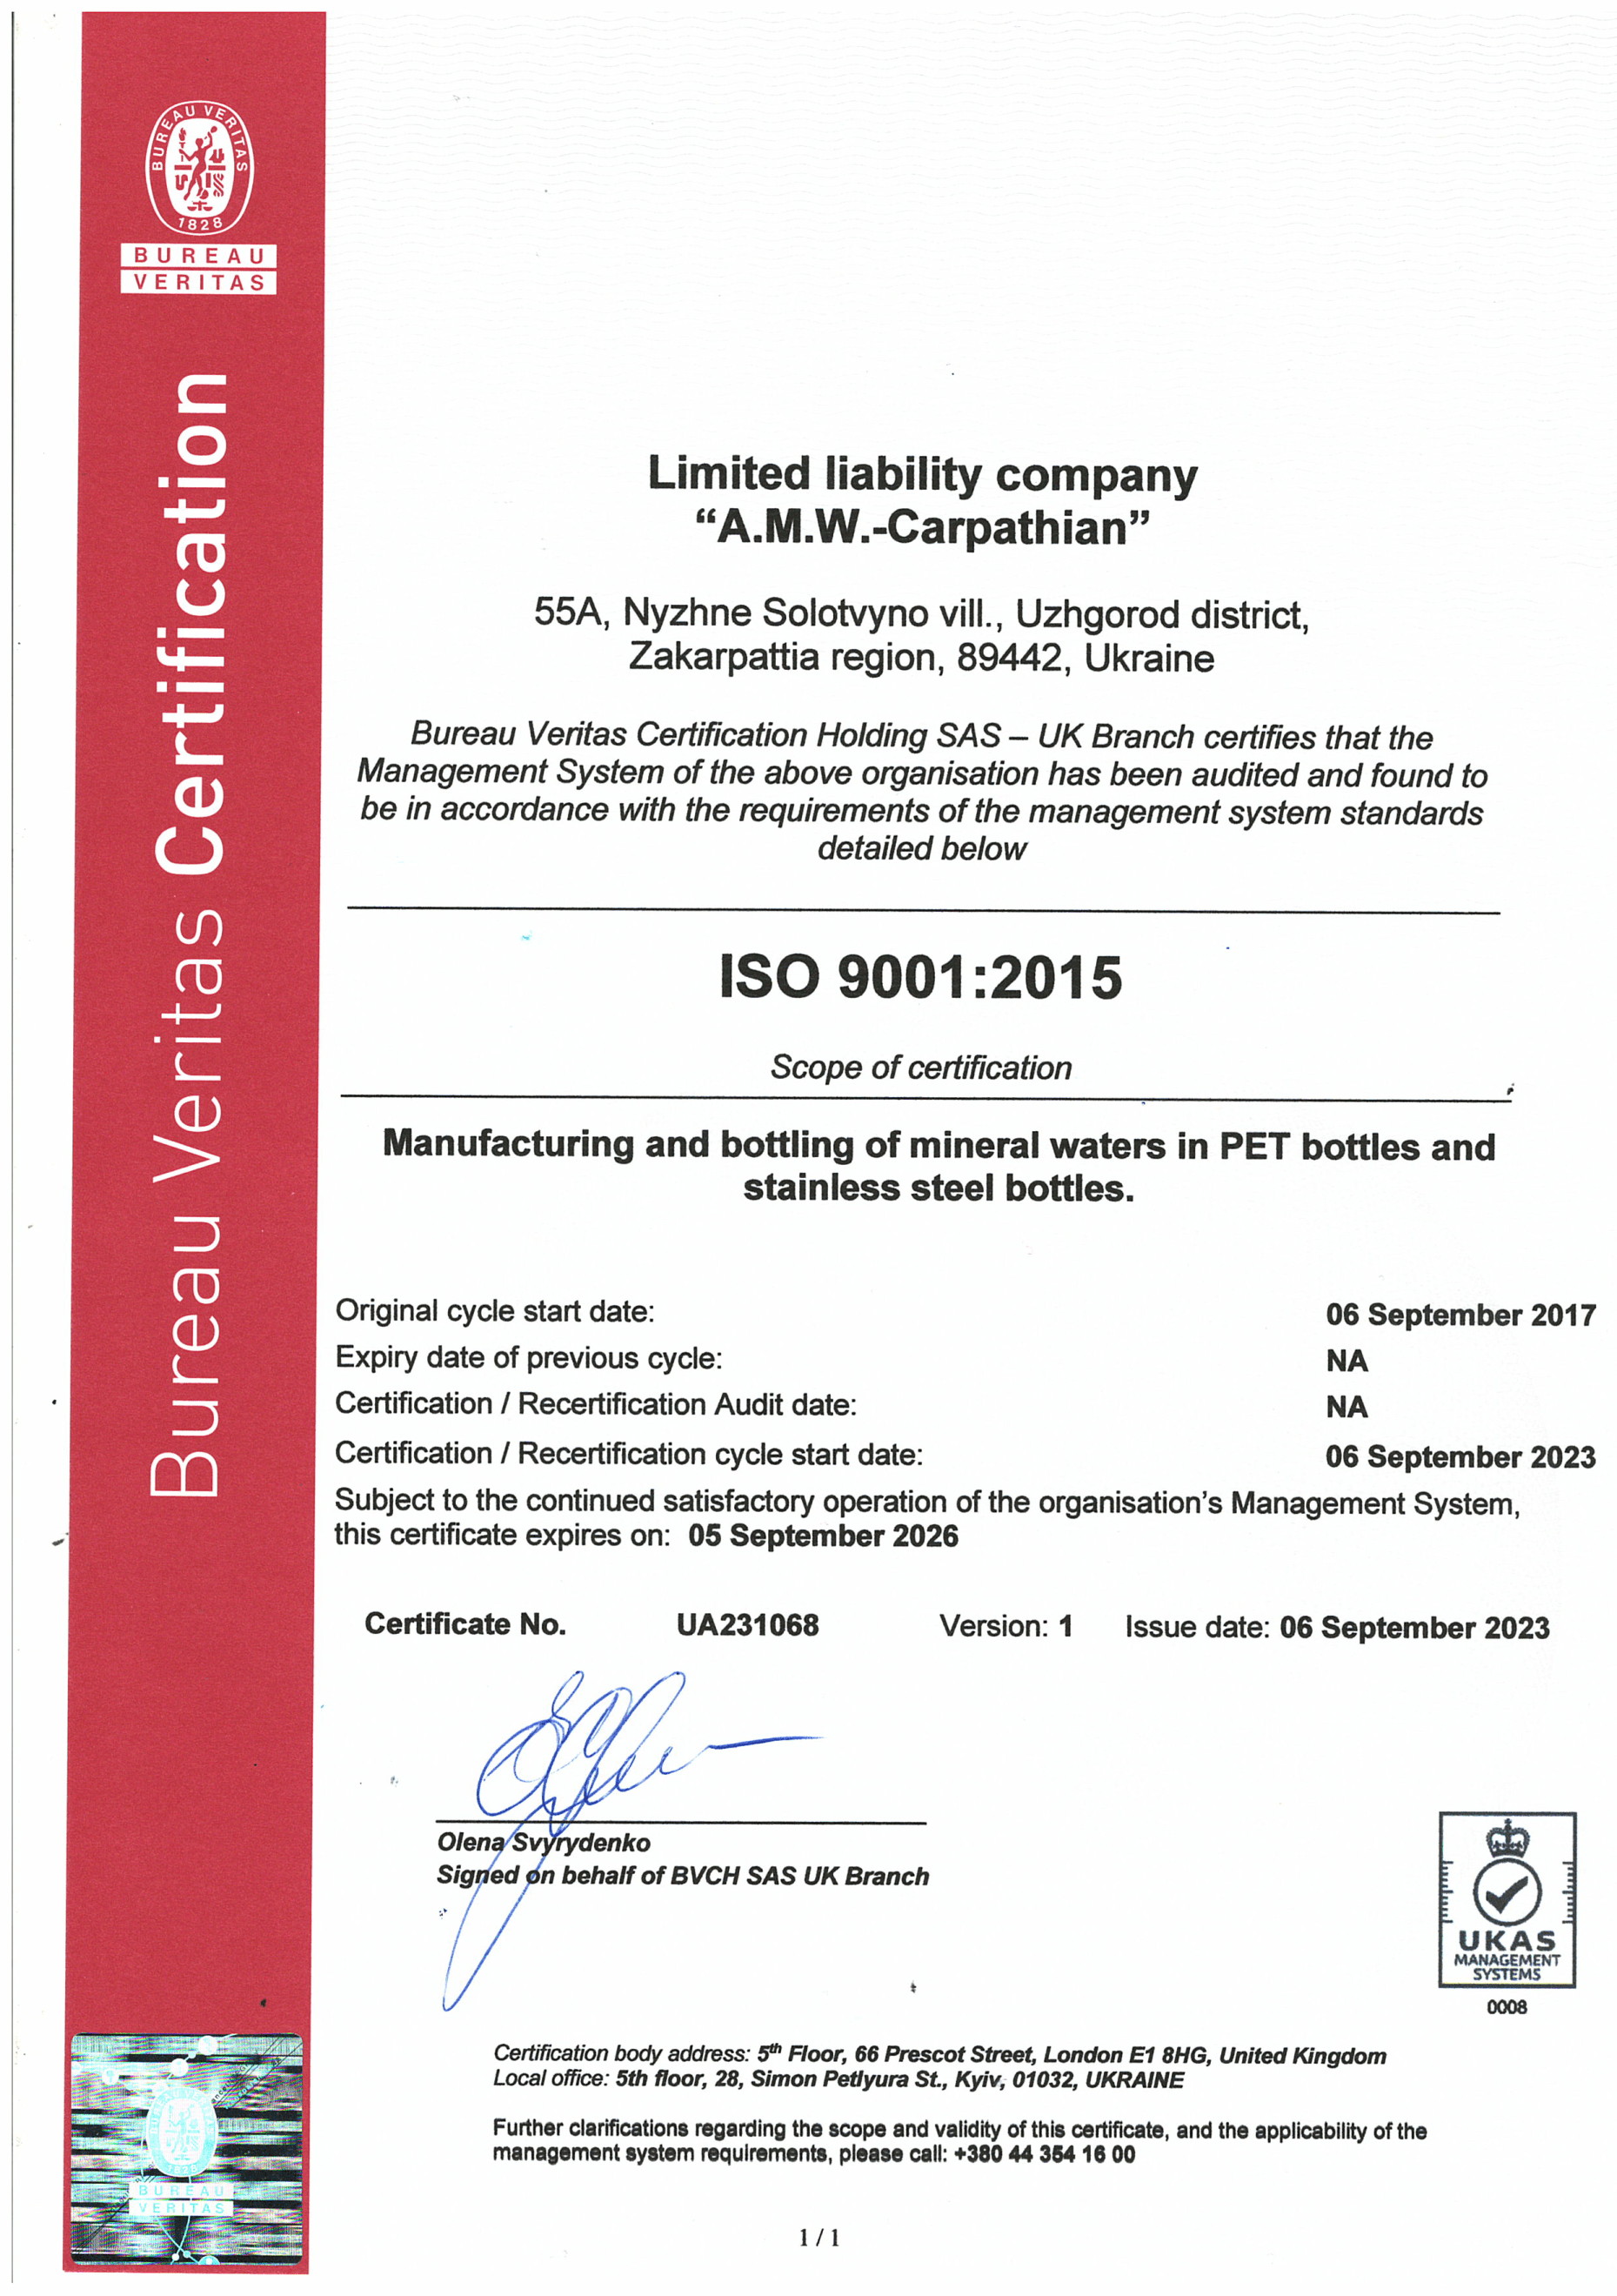 BUREAU VERITAS
1828
BUREAU
VERITAS
Bureau Veritas Certification
Limited liability company
“A.M.W.-Carpathian”
55A, Nyzhne Solotvyno vill., Uzhgorod district,
Zakarpattia region, 89442, Ukraine
Bureau Veritas Certification Holding SAS – UK Branch certifies that the
Management System of the above organisation has been audited and found to
be in accordance with the requirements of the management system standards
detailed below
ISO 9001:2015
Scope of certification
Manufacturing and bottling of mineral waters in PET bottles and
stainless steel bottles.
Original cycle start date: 06 September 2017
Expiry date of previous cycle: NA
Certification / Recertification Audit date: NA
Certification / Recertification cycle start date: 06 September 2023
Subject to the continued satisfactory operation of the organisation’s Management System,
this certificate expires on: 05 September 2026
Certificate No. UA231068 Version: 1 Issue date: 06 September 2023
Olena Svyrydenko
Signed on behalf of BVCH SAS UK Branch
UKAS
MANAGEMENT
SYSTEMS
0008
Certification body address: 5th Floor, 66 Prescot Street, London E1 8HG, United Kingdom
Local office: 5th floor, 28, Simon Petlyura St., Kyiv, 01032, UKRAINE
Further clarifications regarding the scope and validity of this certificate, and the applicability of the
management system requirements, please call: +380 44 354 16 00
1828
BUREAU
VERITAS
1 / 1